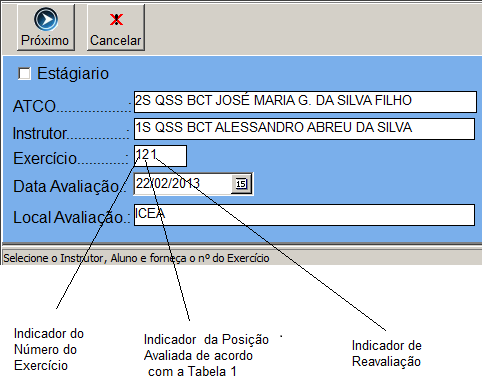 Próximo Cancelar
Estágiario
ATCO................: 2S QSS BCT JOSÉ MARIA G. DA SILVA FILHO
Instrutor.............: 1S QSS BCT ALESSANDRO ABREU DA SILVA
Exercício...........: 121
Data Avaliação.: 22/02/2013 15
Local Avaliação.: ICEA
Selecione o Instrutor, Aluno e forneça o nº do Exercício
Indicador do
Número do
Exercício
Indicador da Posição
Avaliada de acordo
com a Tabela 1
Indicador de
Reavaliação